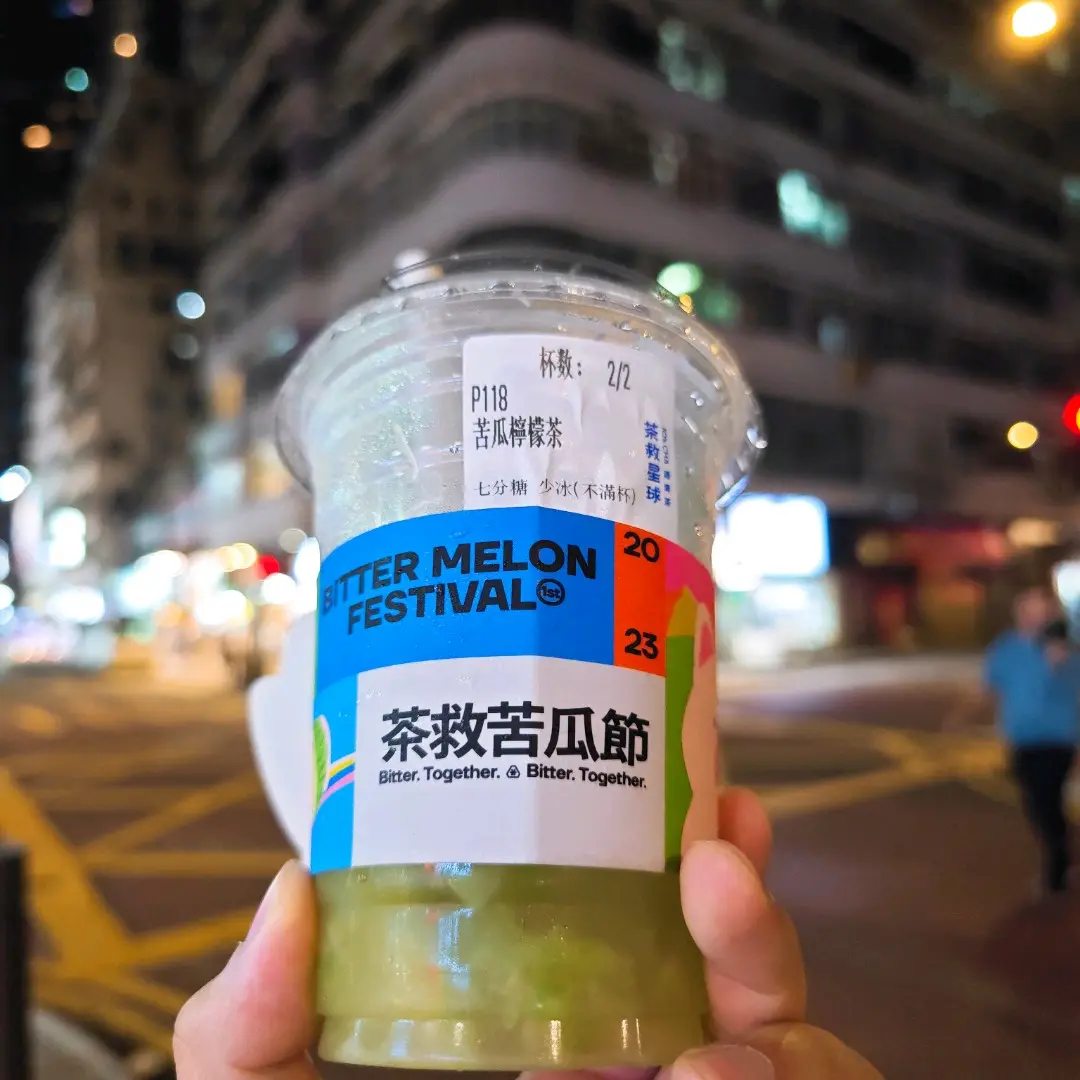 杯数： 2/2
P118
苦瓜檸檬茶
七分糖 少冰(不滿杯)
茶救星球
BITTER MELON
FESTIVAL 1st
20
23
茶救苦瓜節
Bitter. Together. Bitter. Together.